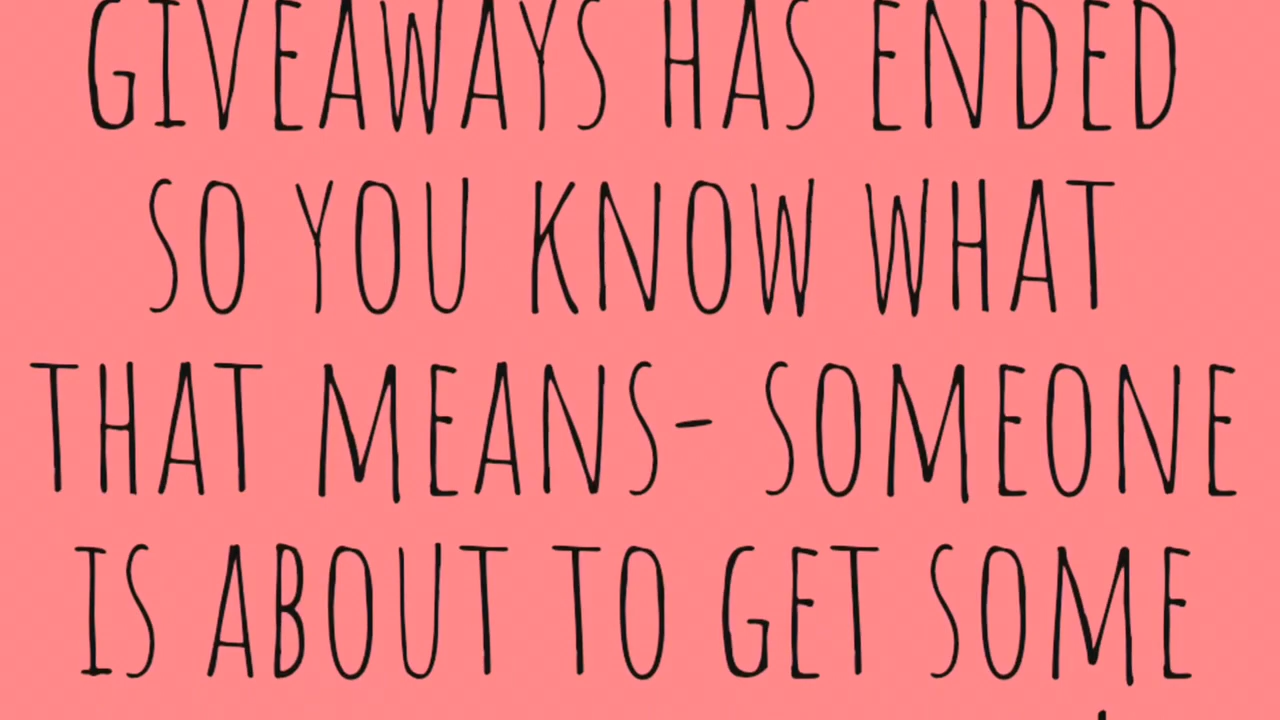 GIVEAWAYS HAS ENDED
SO YOU KNOW WHAT
THAT MEANS- SOMEONE
IS ABOUT TO GET SOME